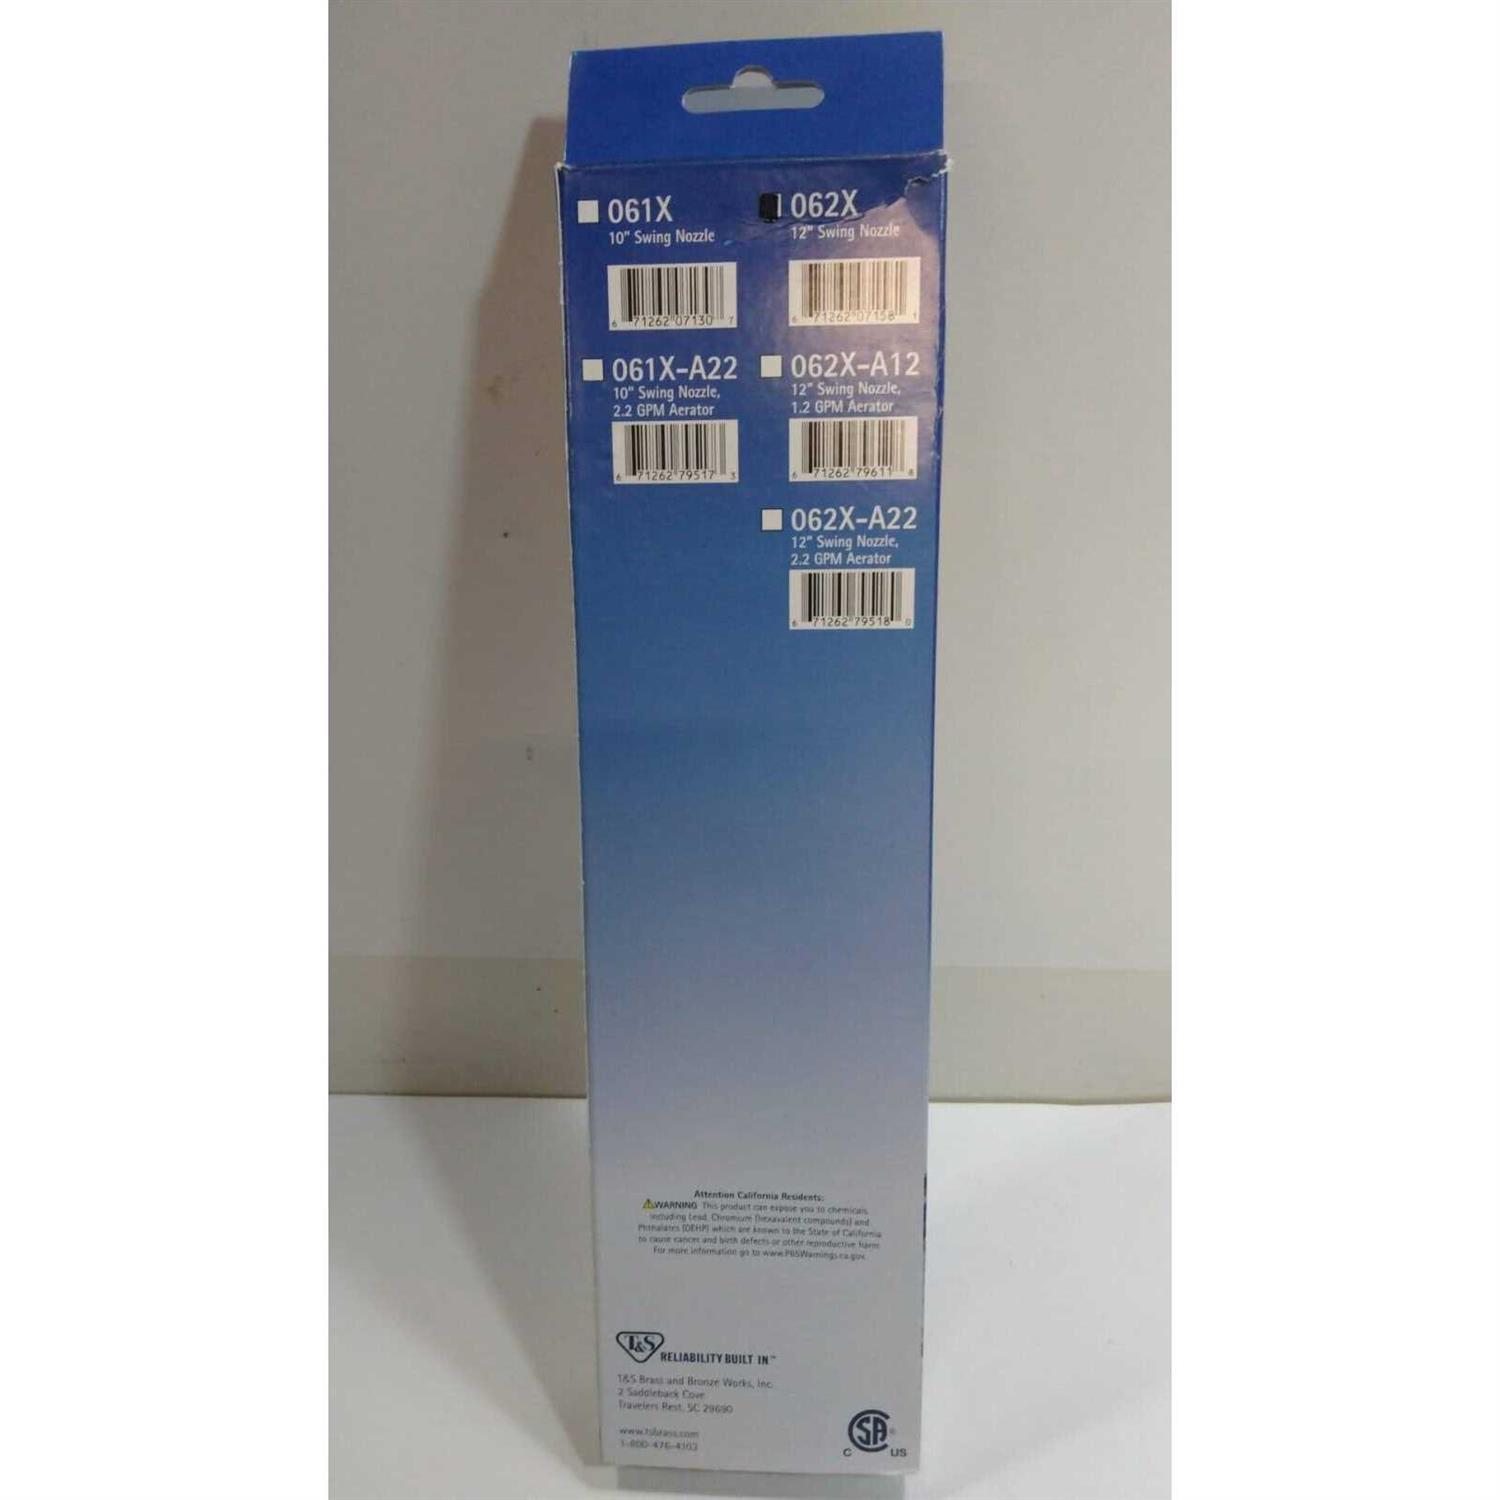 061X
10" Swing Nozzle
6 71262 07130 7
062X
12" Swing Nozzle
6 71262 07158 1
061X-A22
10" Swing Nozzle,
2.2 GPM Aerator
6 71262 79517 3
062X-A12
12" Swing Nozzle,
1.2 GPM Aerator
6 71262 79611 8
062X-A22
12" Swing Nozzle,
2.2 GPM Aerator
6 71262 79518 0
Attention California Residents:
WARNING This product can expose you to chemicals
including Lead, Chromium (hexavalent compounds) and
Phthalates (DEHP) which are known to the State of California
to cause cancer and birth defects or other reproductive harm
For more information go to www.P65Warnings.ca.gov
T&S
RELIABILITY BUILT IN™
T&S Brass and Bronze Works, Inc.
2 Saddleback Cove
Travelers Rest, SC 29690
www.tsbrass.com
1-800-476-4103
SA
C US